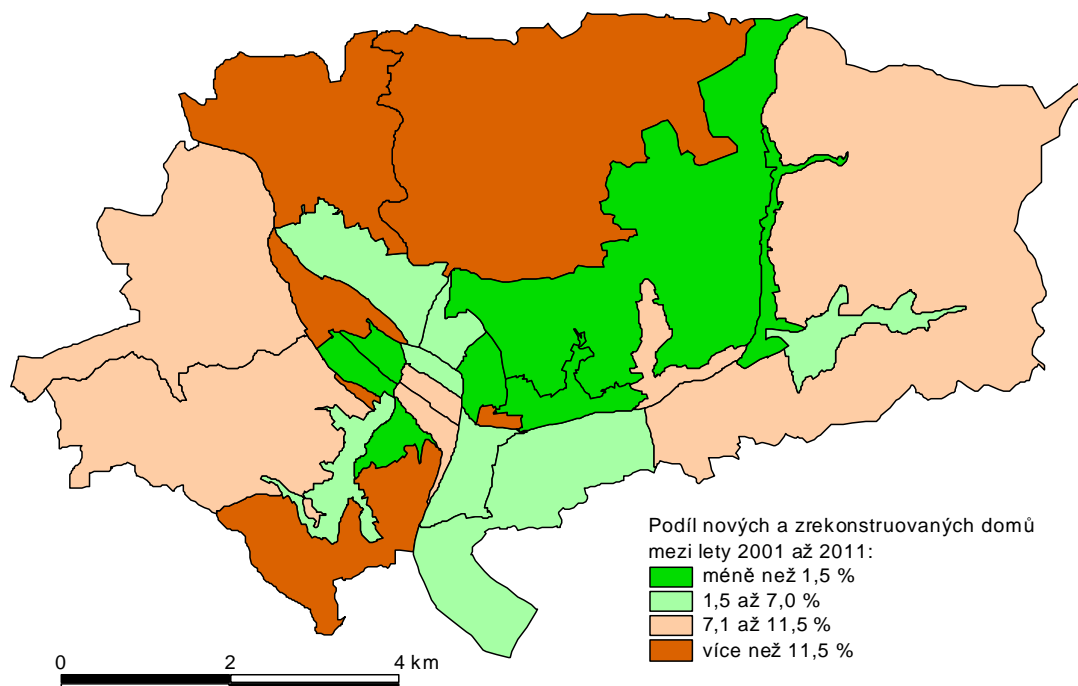 Podíl nových a zrekonstruovaných domů
mezi lety 2001 až 2011:
méně než 1,5 %
1,5 až 7,0 %
7,1 až 11,5 %
více než 11,5 %
0 2 4 km